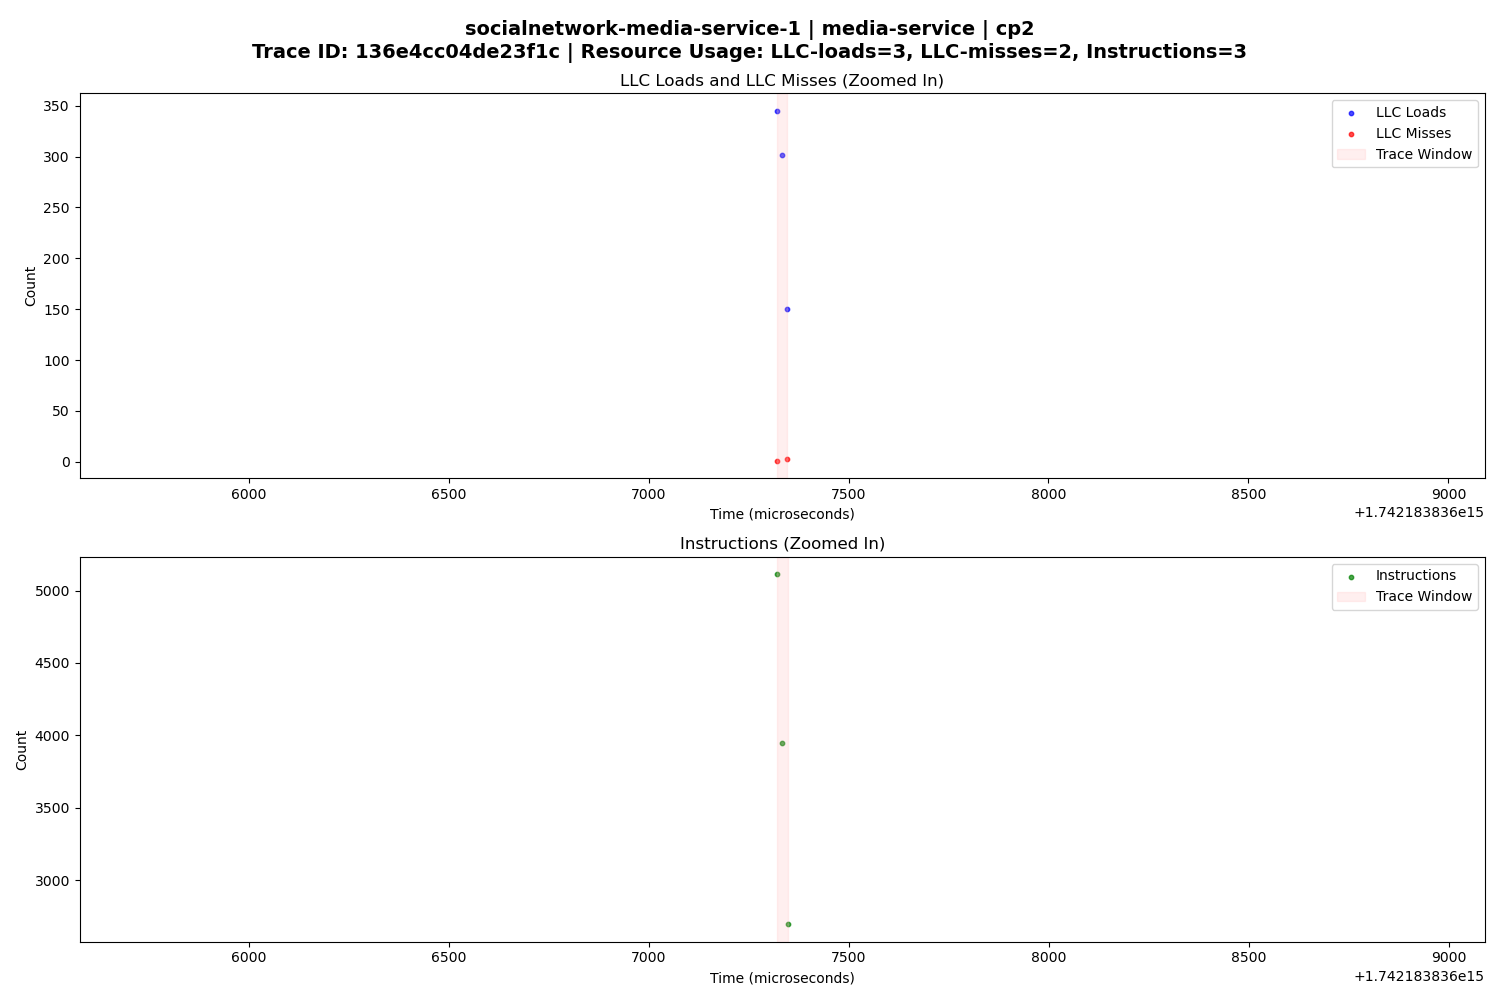 socialnetwork-media-service-1 | media-service | cp2
Trace ID: 136e4cc04de23f1c | Resource Usage: LLC-loads=3, LLC-misses=2, Instructions=3
LLC Loads and LLC Misses (Zoomed In)
350
300
250
200
150
100
50
0
Count
LLC Loads
LLC Misses
Trace Window
6000
6500
7000
7500
8000
8500
9000
Time (microseconds)
+1.742183836e15
Instructions (Zoomed In)
5000
4500
4000
3500
3000
Count
Instructions
Trace Window
6000
6500
7000
7500
8000
8500
9000
Time (microseconds)
+1.742183836e15